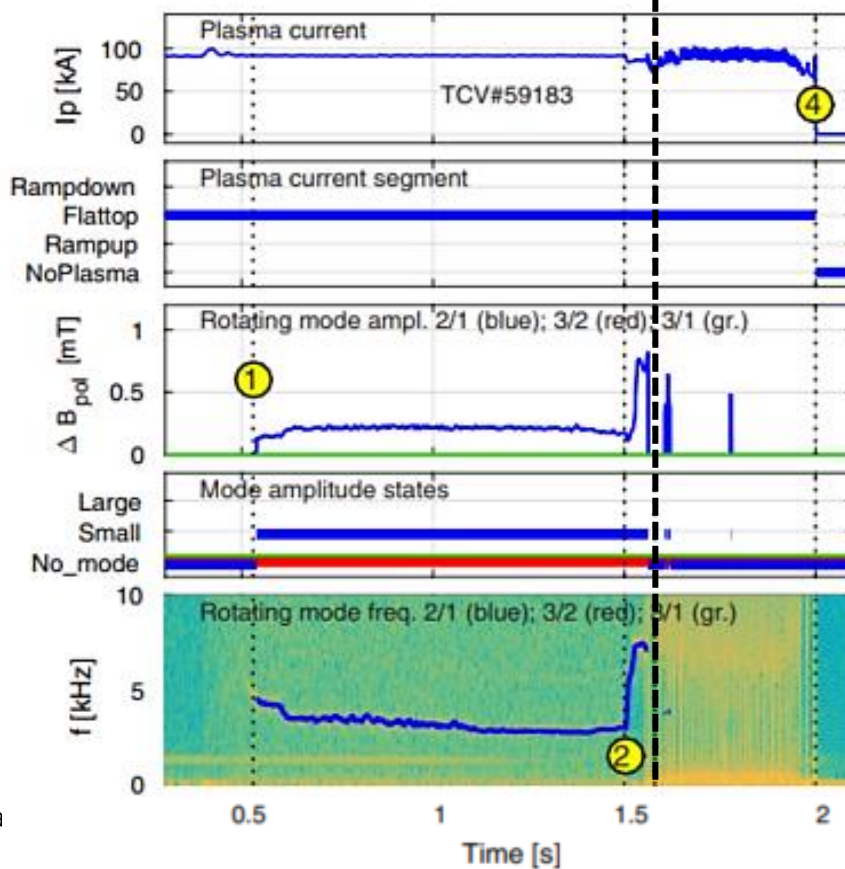 Plasma current
Ip [kA]
100
50
0
TCV#59183
4
Plasma current segment
Rampdown
Flattop
Rampup
NoPlasma
Rotating mode ampl. 2/1 (blue); 3/2 (red); 3/1 (gr.)
Δ B pol [mT]
1
0.5
0
1
Mode amplitude states
Large
Small
No_mode
Rotating mode freq. 2/1 (blue); 3/2 (red); 3/1 (gr.)
f [kHz]
10
5
0
2
a
0.5
1
1.5
2
Time [s]